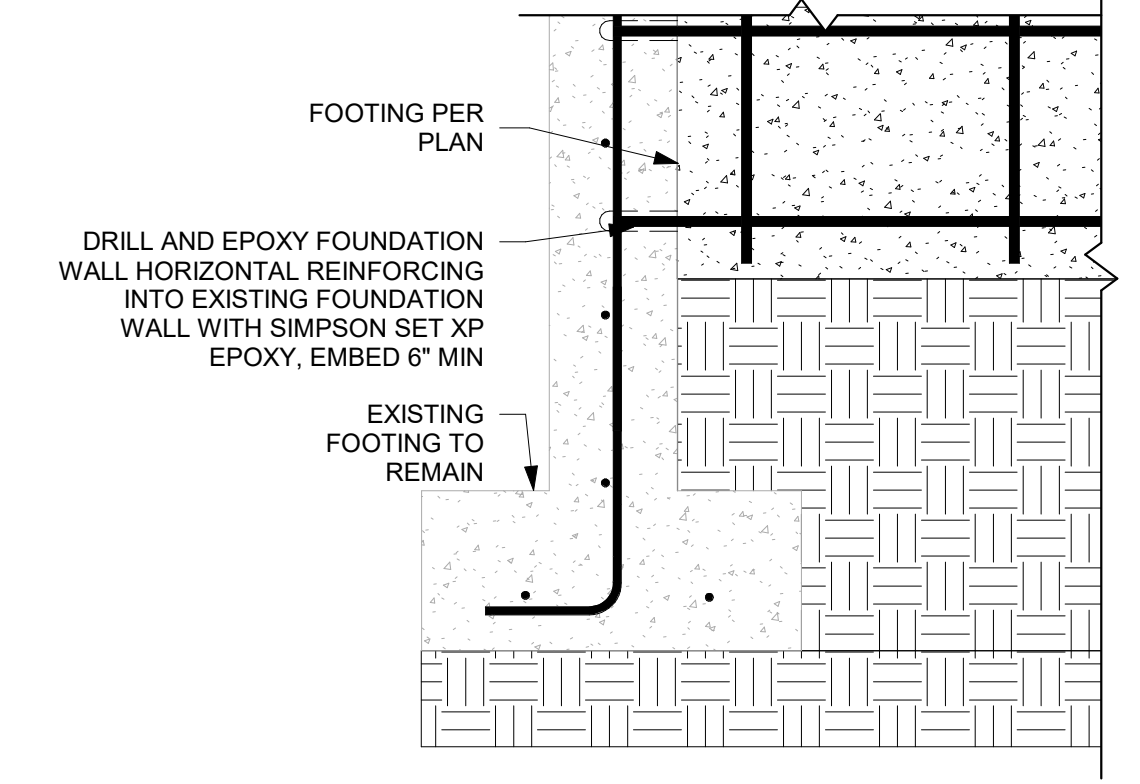 FOOTING PER
PLAN
DRILL AND EPOXY FOUNDATION
WALL HORIZONTAL REINFORCING
INTO EXISTING FOUNDATION
WALL WITH SIMPSON SET XP
EPOXY, EMBED 6" MIN
EXISTING
FOOTING TO
REMAIN